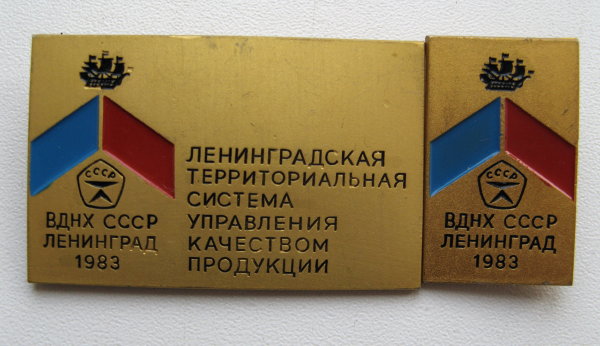 СССР
ВДНХ СССР
ЛЕНИНГРАД
1983
ЛЕНИНГРАДСКАЯ
ТЕРРИТОРИАЛЬНАЯ
СИСТЕМА
УПРАВЛЕНИЯ
КАЧЕСТВОМ
ПРОДУКЦИИ
СССР
ВДНХ СССР
ЛЕНИНГРАД
1983